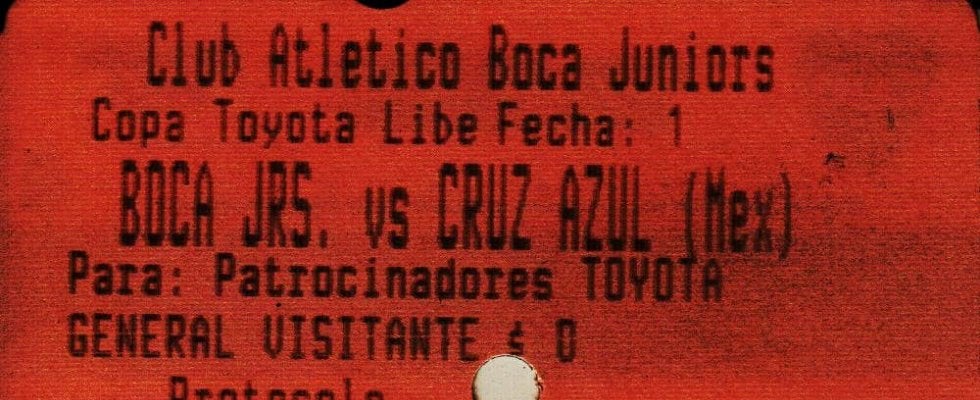 Club Atletico Boca Juniors
Copa Toyota Libe Fecha: 1
BOCA JRS. vs CRUZ AZUL (Mex)
Para: Patrocinadores TOYOTA
GENERAL VISITANTE $ 0
Protocolo